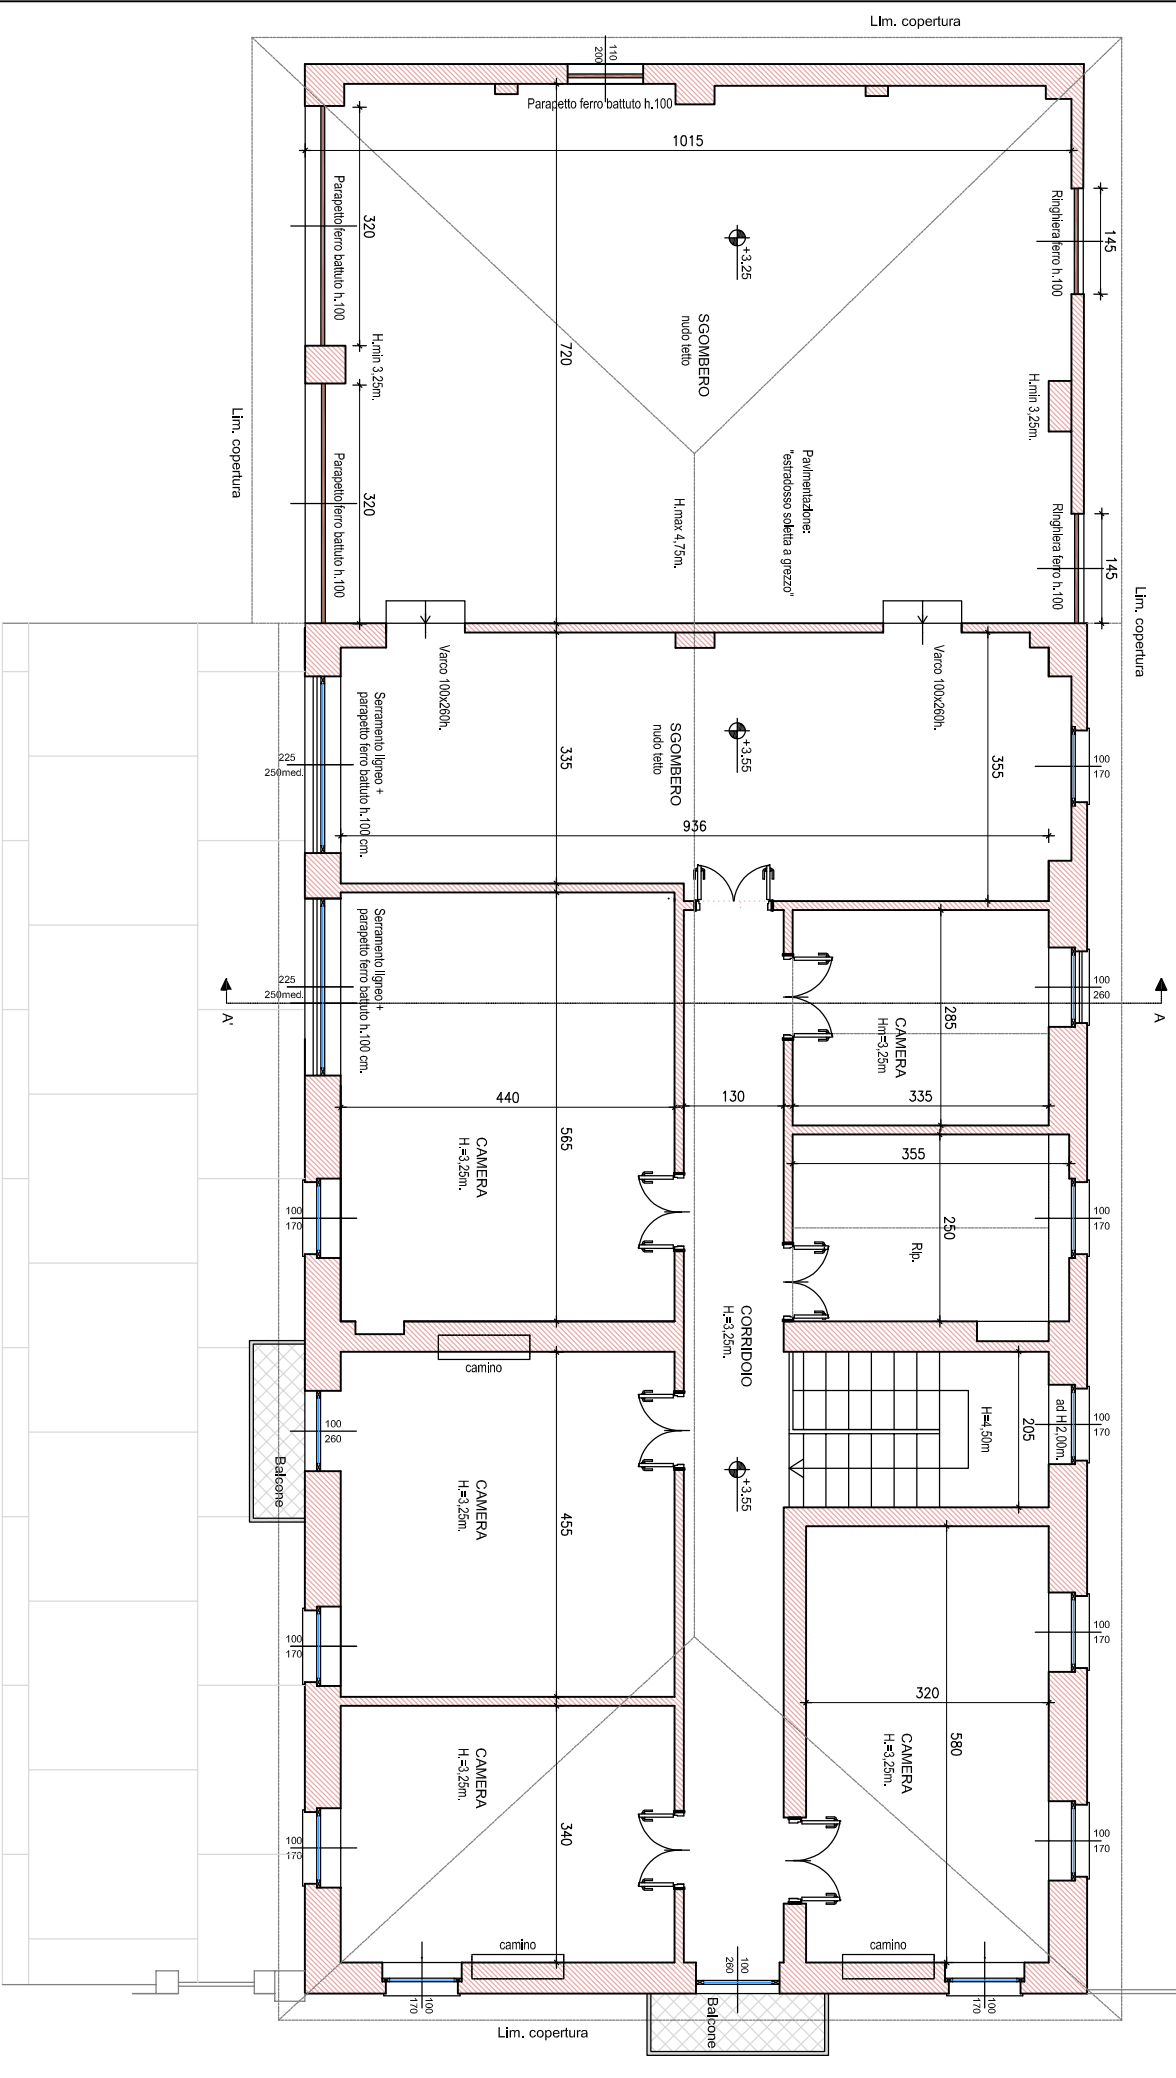 Lim. copertura
110
200
Parapetto ferro battuto h.100
1015
Parapetto ferro battuto h.100
320
Ringhiera ferro h.100
145
+3.25
SGOMBERO
nudo tetto
720
H.min 3,25m.
H.min 3,25m.
Lim. copertura
Parapetto ferro battuto h.100
320
Pavimentazione:
"estradosso soletta a grezzo"
H.max 4,75m.
Ringhiera ferro h.100
145
Lim. copertura
Varco 100x260h.
Varco 100x260h.
Serramento ligneo +
parapetto ferro battuto h.100 cm.
225
250med.
335
SGOMBERO
nudo tetto
+3.55
355
100
170
936
Serramento ligneo +
parapetto ferro battuto h.100 cm.
225
250med.
A'
A
100
260
CAMERA
Hm=3,25m
285
335
440
130
565
CAMERA
H.=3,25m.
355
250
Rip.
100
170
100
170
CORRIDOIO
H.=3,25m.
camino
100
260
Balcone
H=4,50m
205
ad H 2,00m.
100
170
+3.55
CAMERA
H.=3,25m.
455
100
170
100
170
320
580
CAMERA
H.=3,25m.
CAMERA
H.=3,25m.
340
100
170
100
170
camino
camino
100
170
100
260
100
170
Balcone
Lim. copertura